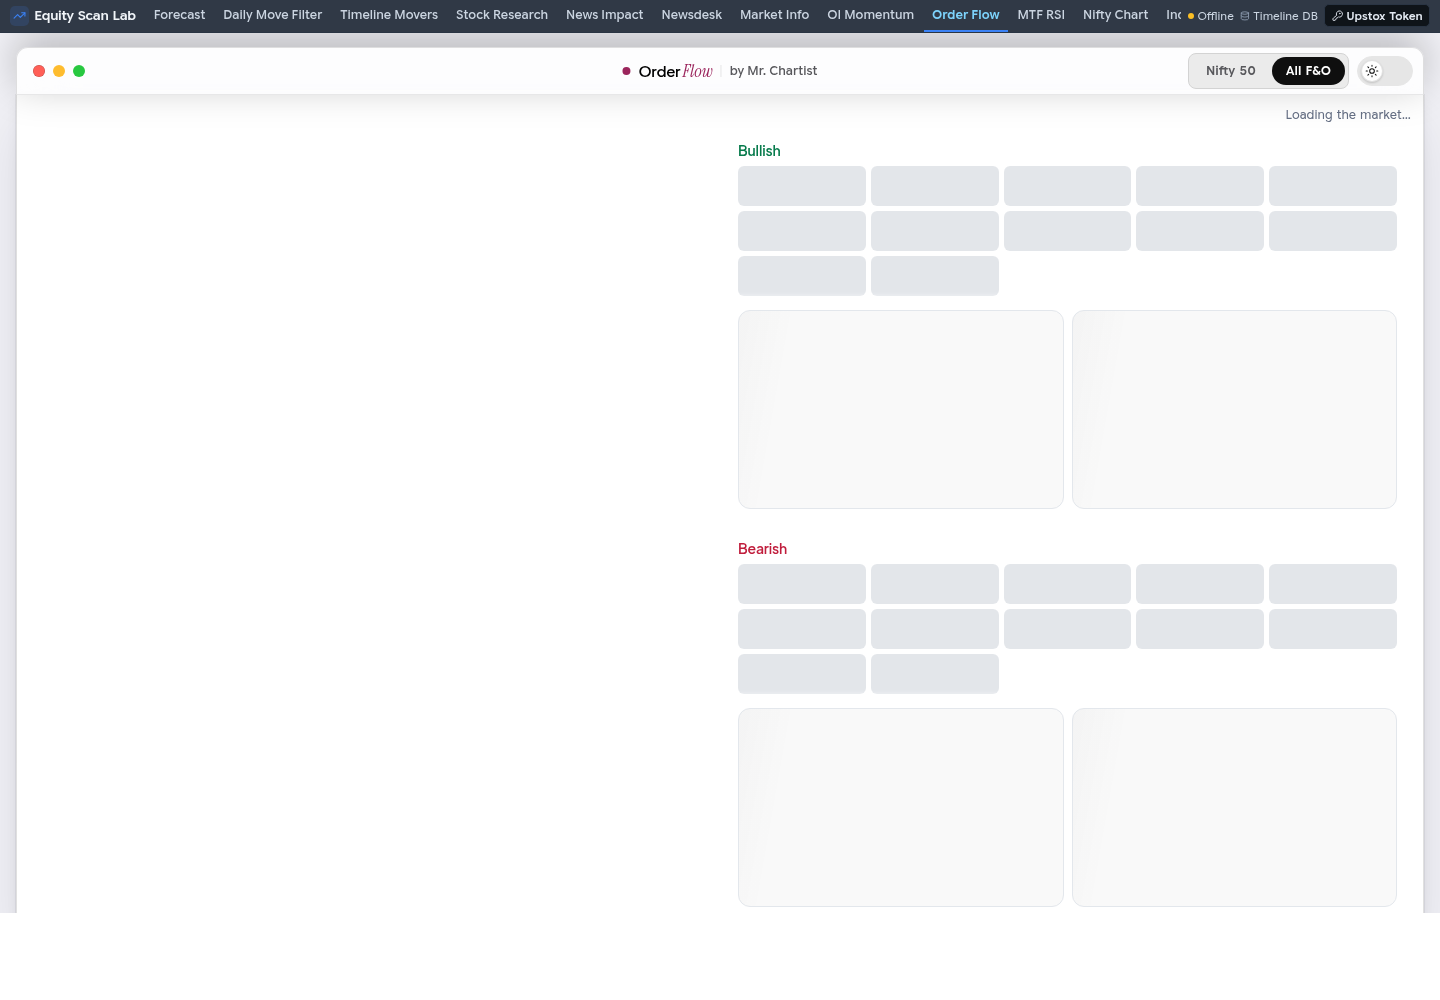 Equity Scan Lab Forecast Daily Move Filter Timeline Movers Stock Research News Impact Newsdesk Market Info OI Momentum Order Flow MTF RSI Nifty Chart Offline Timeline DB Upstox Token
Order Flow by Mr. Chartist Nifty 50 All F&O
Loading the market...
Bullish
Bearish